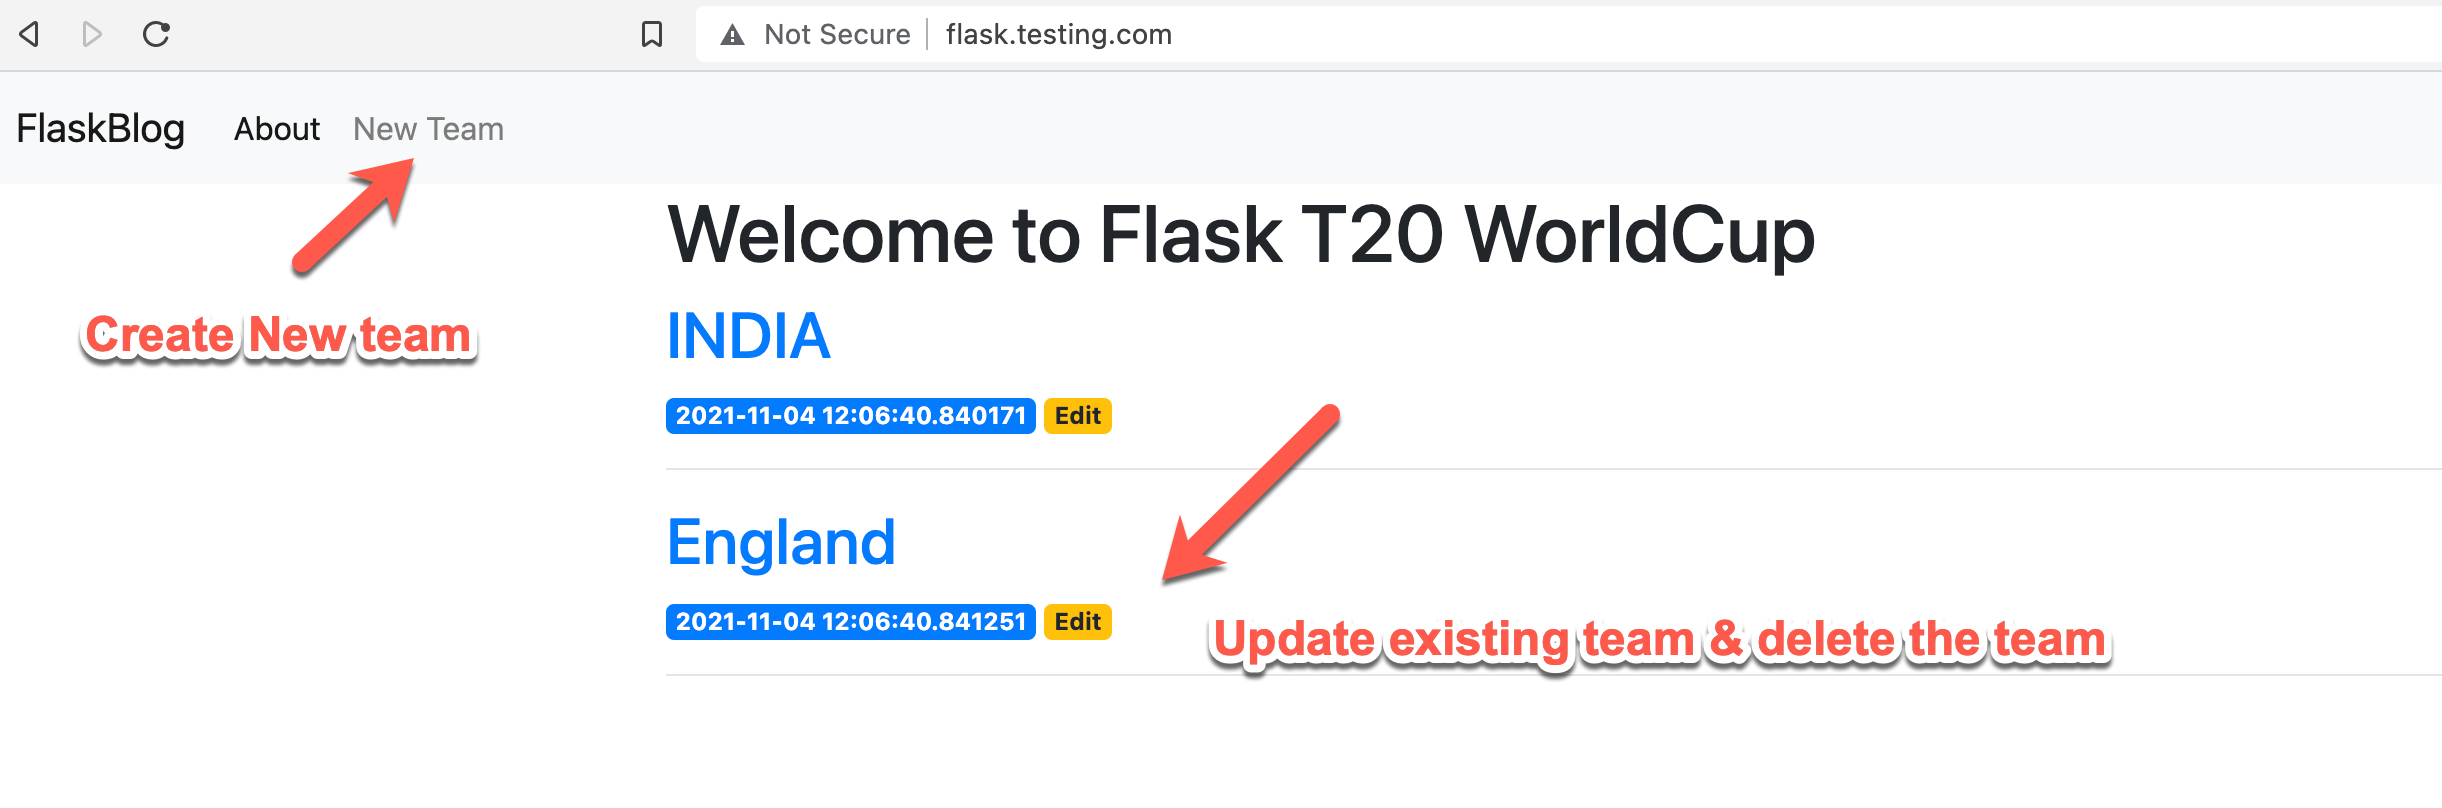 Not Secure flask.testing.com
FlaskBlog About New Team
Welcome to Flask T20 WorldCup
Create New team
INDIA
2021-11-04 12:06:40.840171 Edit
England
2021-11-04 12:06:40.841251 Edit
Update existing team & delete the team